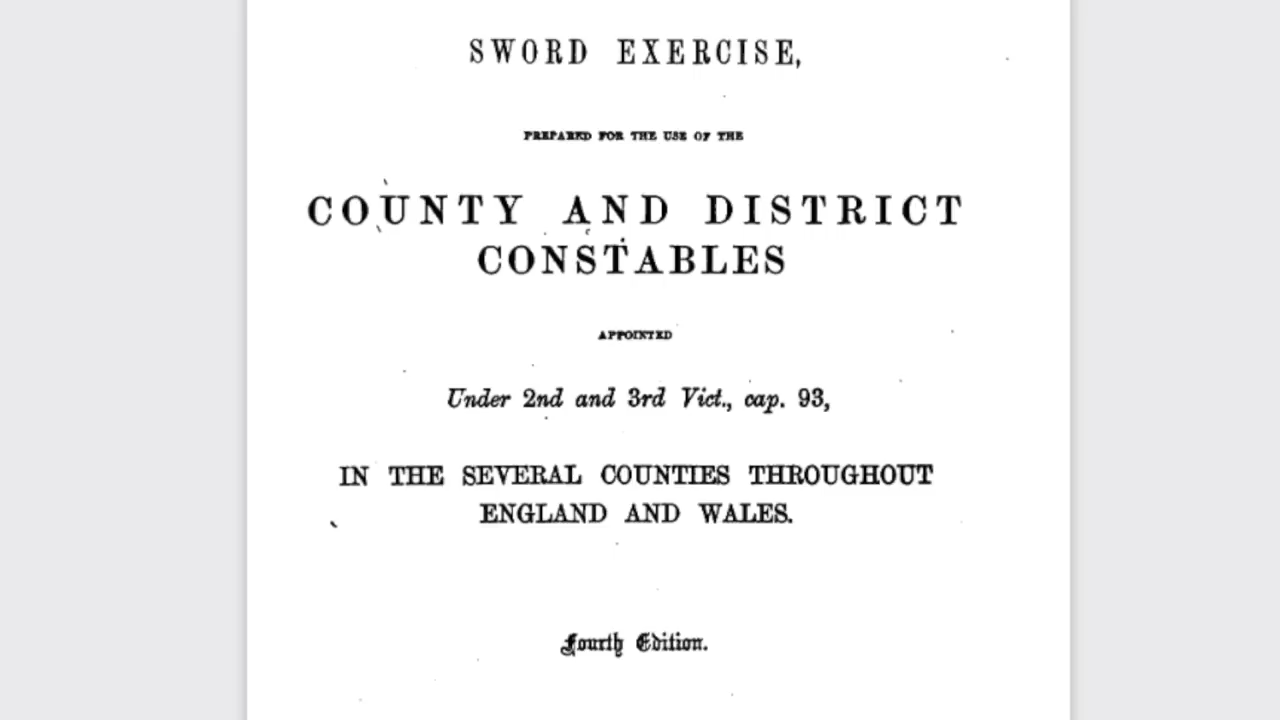 SWORD EXERCISE,
PREPARED FOR THE USE OF THE
COUNTY AND DISTRICT
CONSTABLES
APPOINTED
Under 2nd and 3rd Vict., cap. 93,
IN THE SEVERAL COUNTIES THROUGHOUT
ENGLAND AND WALES.
Fourth Edition.